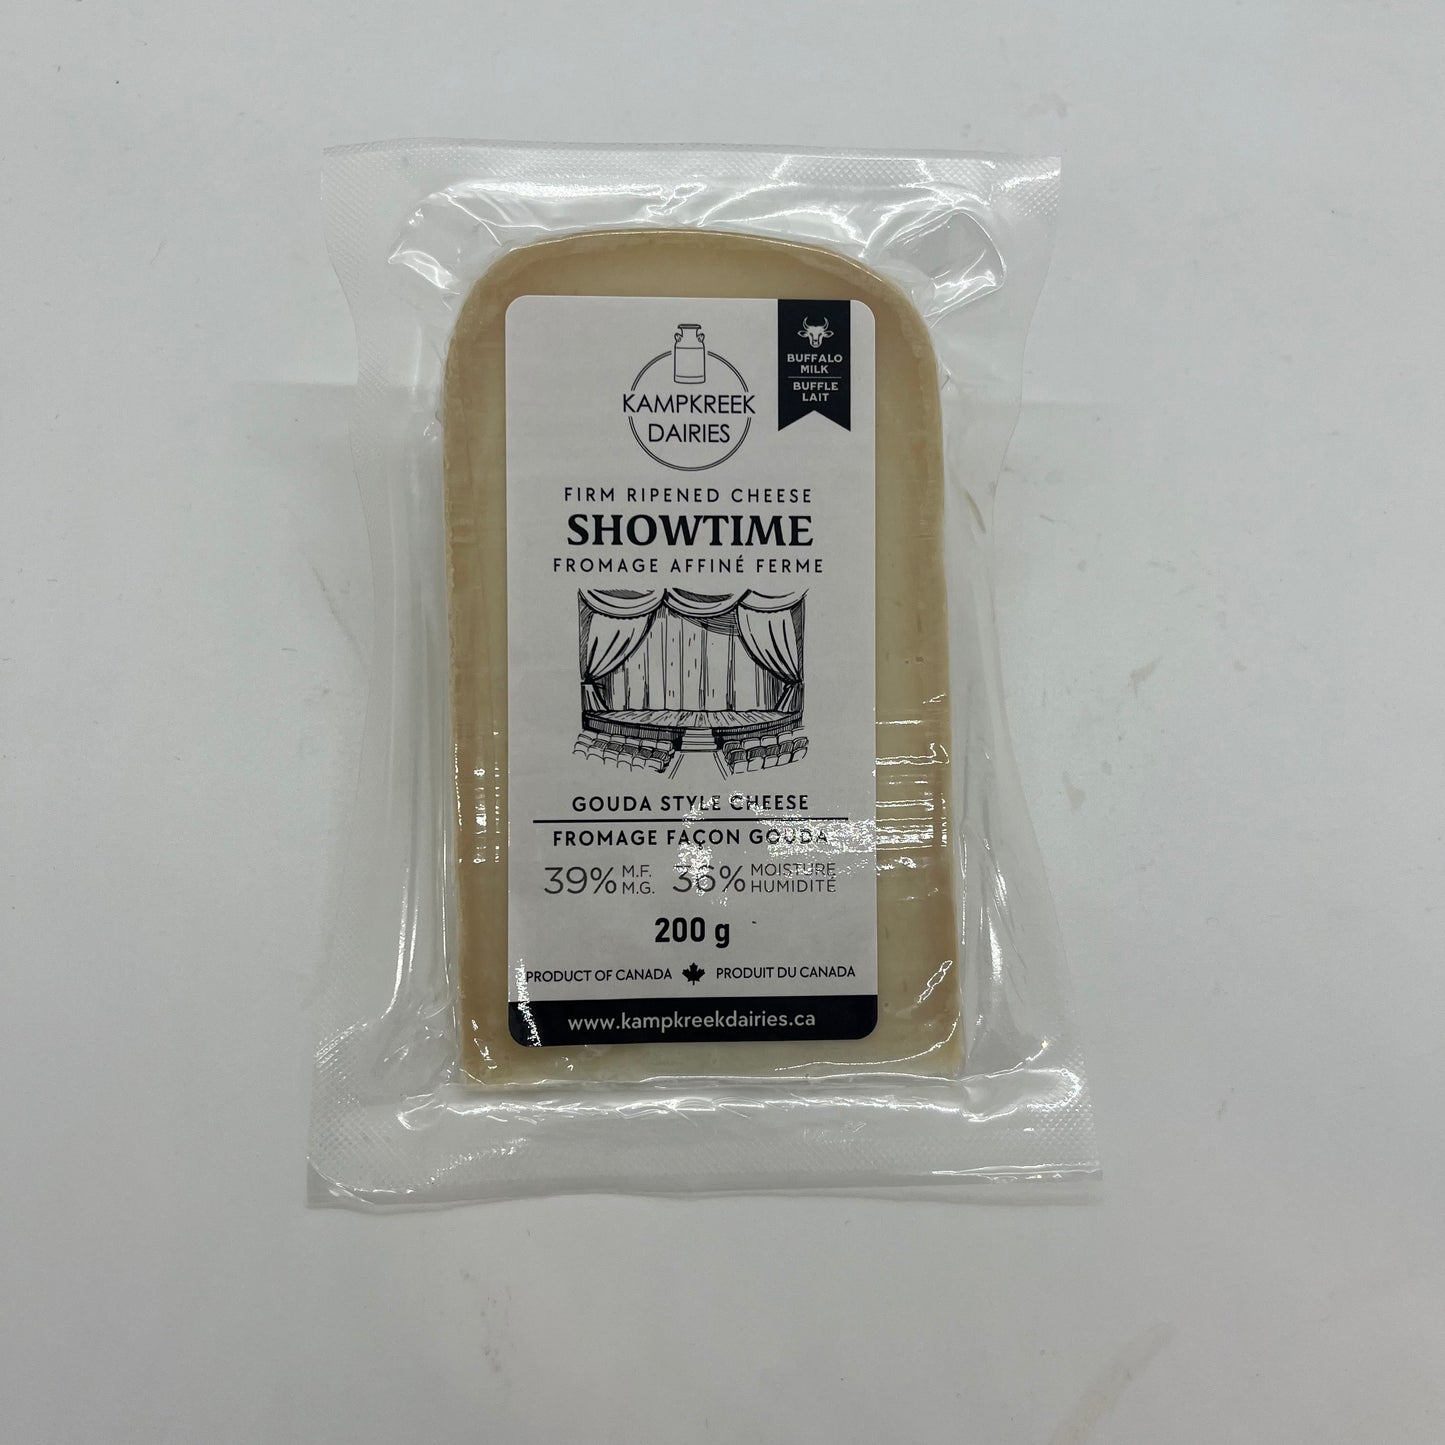 KAMPKREEK
DAIRIES
BUFFALO
MILK
BUFFLE
LAIT
FIRM RIPENED CHEESE
SHOWTIME
FROMAGE AFFINÉ FERME
GOUDA STYLE CHEESE
FROMAGE FAÇON GOUDA
39% M.F. M.G. 36% MOISTURE HUMIDITÉ
200 g
PRODUCT OF CANADA PRODUIT DU CANADA
www.kampkreekdairies.ca